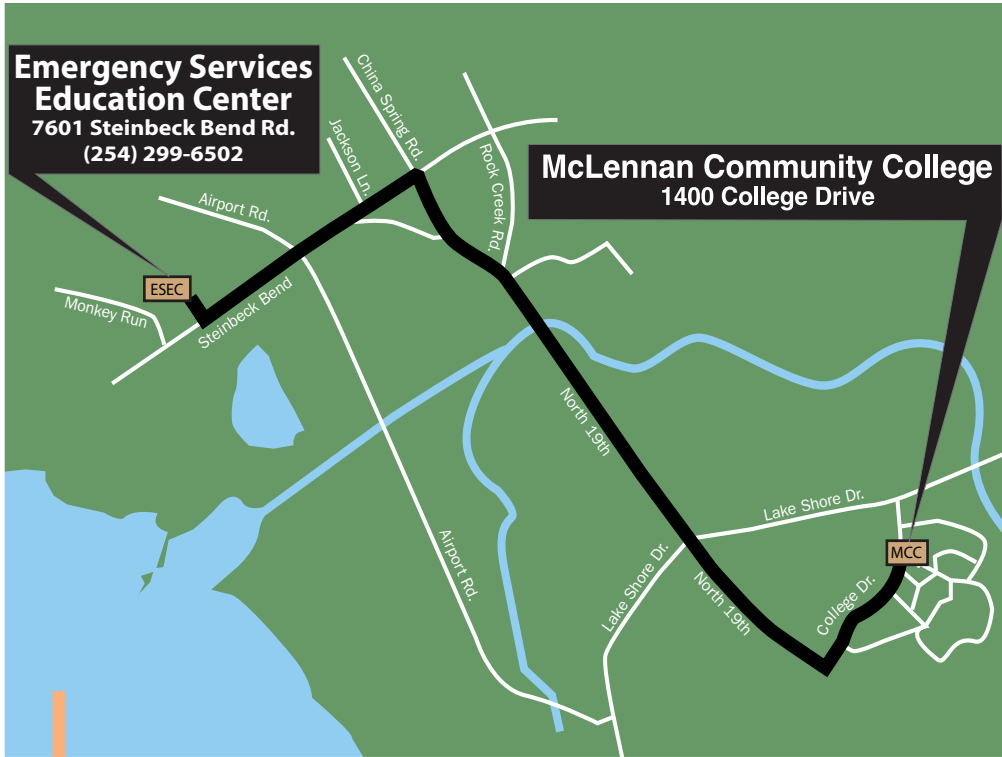 Emergency Services
Education Center
7601 Steinbeck Bend Rd.
(254) 299-6502
China Spring Rd.
Jackson Ln.
Rock Creek Rd.
McLennan Community College
1400 College Drive
Airport Rd.
ESEC
Monkey Run
Steinbeck Bend
North 19th
Lake Shore Dr.
Airport Rd.
Lake Shore Dr.
MCC
North 19th
College Dr.